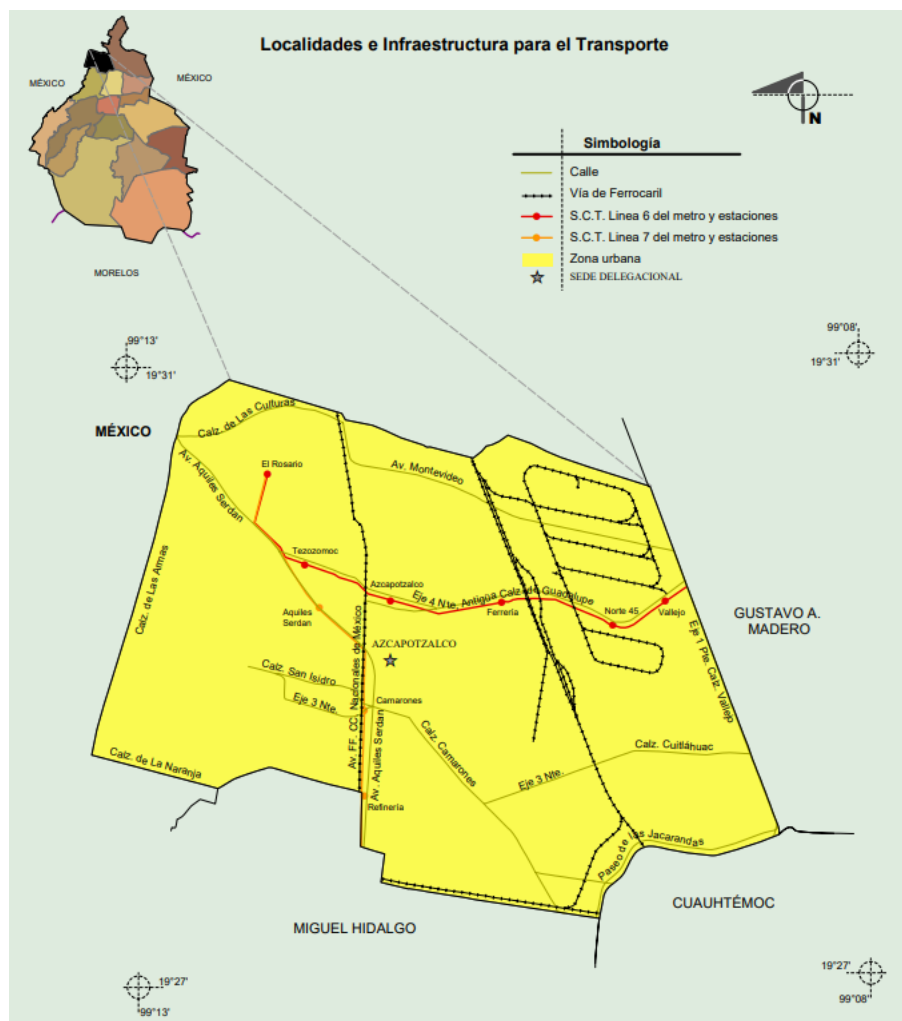 Localidades e Infraestructura para el Transporte
MÉXICO
MÉXICO
MORELOS
N
Simbología
Calle
Vía de Ferrocaril
S.C.T. Linea 6 del metro y estaciones
S.C.T. Linea 7 del metro y estaciones
Zona urbana
SEDE DELEGACIONAL
99°13'
19°31'
99°08'
19°31'
MÉXICO
Calz. de Las Culturas
Av. Aquiles Serdan
El Rosario
Av. Montevideo
Calz. de Las Armas
Tezozomoc
Azcapotzalco
Eje 4 Nte. Antigüa Calz. de Guadalupe
Aquiles
Serdan
Ferrería
Norte 45
Vallejo
GUSTAVO A.
MADERO
AZCAPOTZALCO
Av. FF. CC. Nacionales de México
Eje 1 Pte. Calz. Vallejo
Calz. San Isidro
Eje 3 Nte.
Camarones
Av. Aquiles Serdan
Calz. Camarones
Calz. Cuitláhuac
Eje 3 Nte.
Calz. de La Naranja
Refinería
Paseo de las Jacarandas
CUAUHTÉMOC
MIGUEL HIDALGO
19°27'
99°13'
19°27'
99°08'